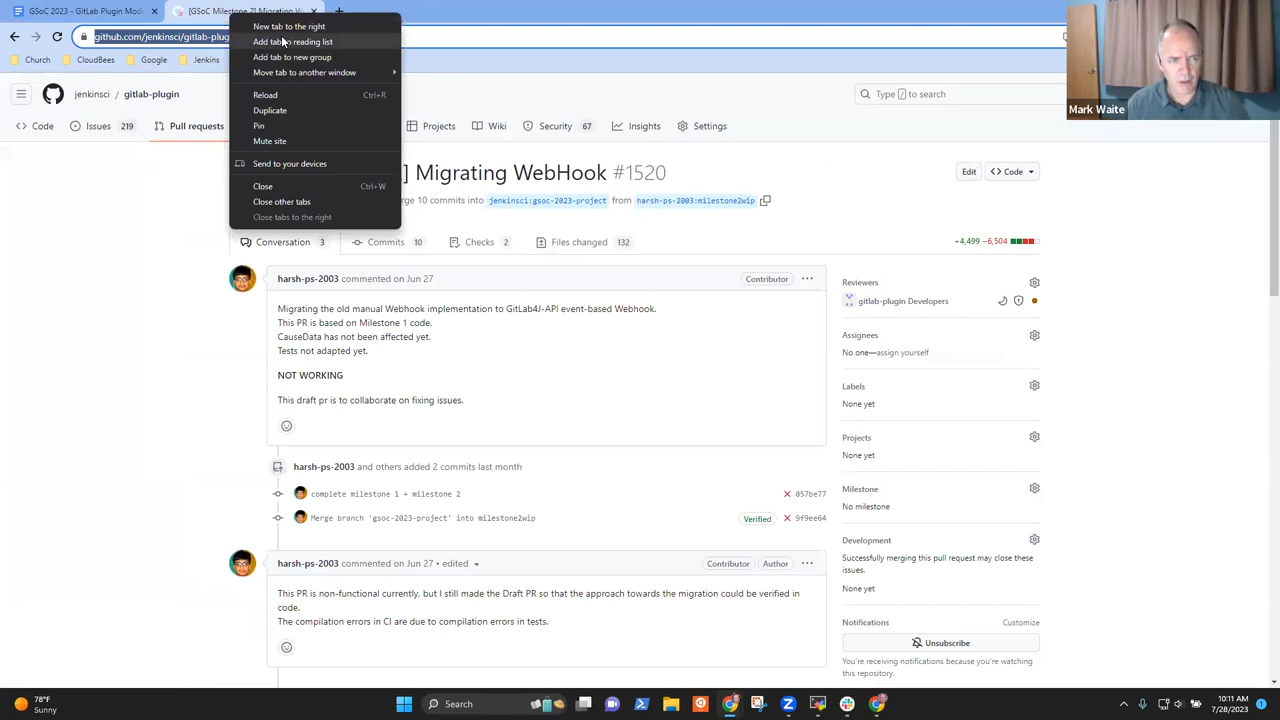 GSoC 2023 - GitLab Plugin Mod
[GSoC 2023 - M
github.com/jenkinsci/gitlab-plug
New tab to the right
Add tab to reading list
Add tab to new group
Move tab to another window
Reload Ctrl+R
Duplicate
Pin
Mute site
Send to your devices
Close Ctrl+W
Close other tabs
Close tabs to the right
Church
CloudBees
Google
Jenkins
Mark Waite
jenkinsci / gitlab-plugin
Type / to search
Code
Issues 219
Pull requests
Projects
Wiki
Security 67
Insights
Settings
] Migrating WebHook #1520
Edit
<> Code
rge 10 commits into jenkinsci:gsoc-2023-project from harsh-ps-2003:milestone2wip
Conversation 3
Commits 10
Checks 2
Files changed 132
+4,499 −6,504
harsh-ps-2003 commented on Jun 27
Contributor
Migrating the old manual Webhook implementation to GitLab4J-API event-based Webhook.
This PR is based on Milestone 1 code.
CauseData has not been affected yet.
Tests not adapted yet.
NOT WORKING
This draft pr is to collaborate on fixing issues.
harsh-ps-2003 and others added 2 commits last month
complete milestone 1 + milestone 2 057be77
Merge branch 'gsoc-2023-project' into milestone2wip Verified 9f9ee64
harsh-ps-2003 commented on Jun 27 • edited
Contributor
Author
This PR is non-functional currently, but I still made the Draft PR so that the approach towards the migration could be verified in
code.
The compilation errors in CI are due to compilation errors in tests.
Reviewers
gitlab-plugin Developers
Assignees
No one—assign yourself
Labels
None yet
Projects
None yet
Milestone
No milestone
Development
Successfully merging this pull request may close these
issues.
None yet
Notifications Customize
Unsubscribe
You're receiving notifications because you're watching
this repository.
78°F
Sunny
Search
10:11 AM
7/28/2023